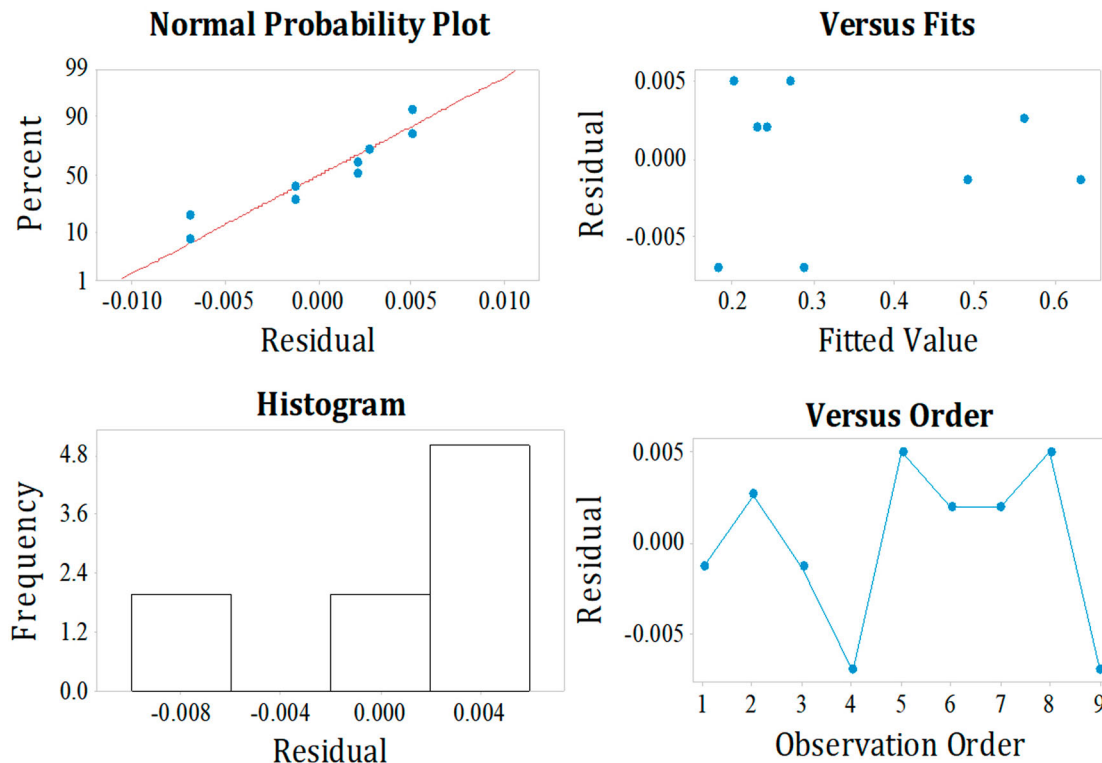 Normal Probability Plot
99
90
50
10
1
Percent
-0.010 -0.005 0.000 0.005 0.010
Residual
Versus Fits
0.005
0.000
-0.005
Residual
0.2 0.3 0.4 0.5 0.6
Fitted Value
Histogram
4.8
3.6
2.4
1.2
0.0
Frequency
-0.008 -0.004 0.000 0.004
Residual
Versus Order
0.005
0.000
-0.005
Residual
1 2 3 4 5 6 7 8 9
Observation Order